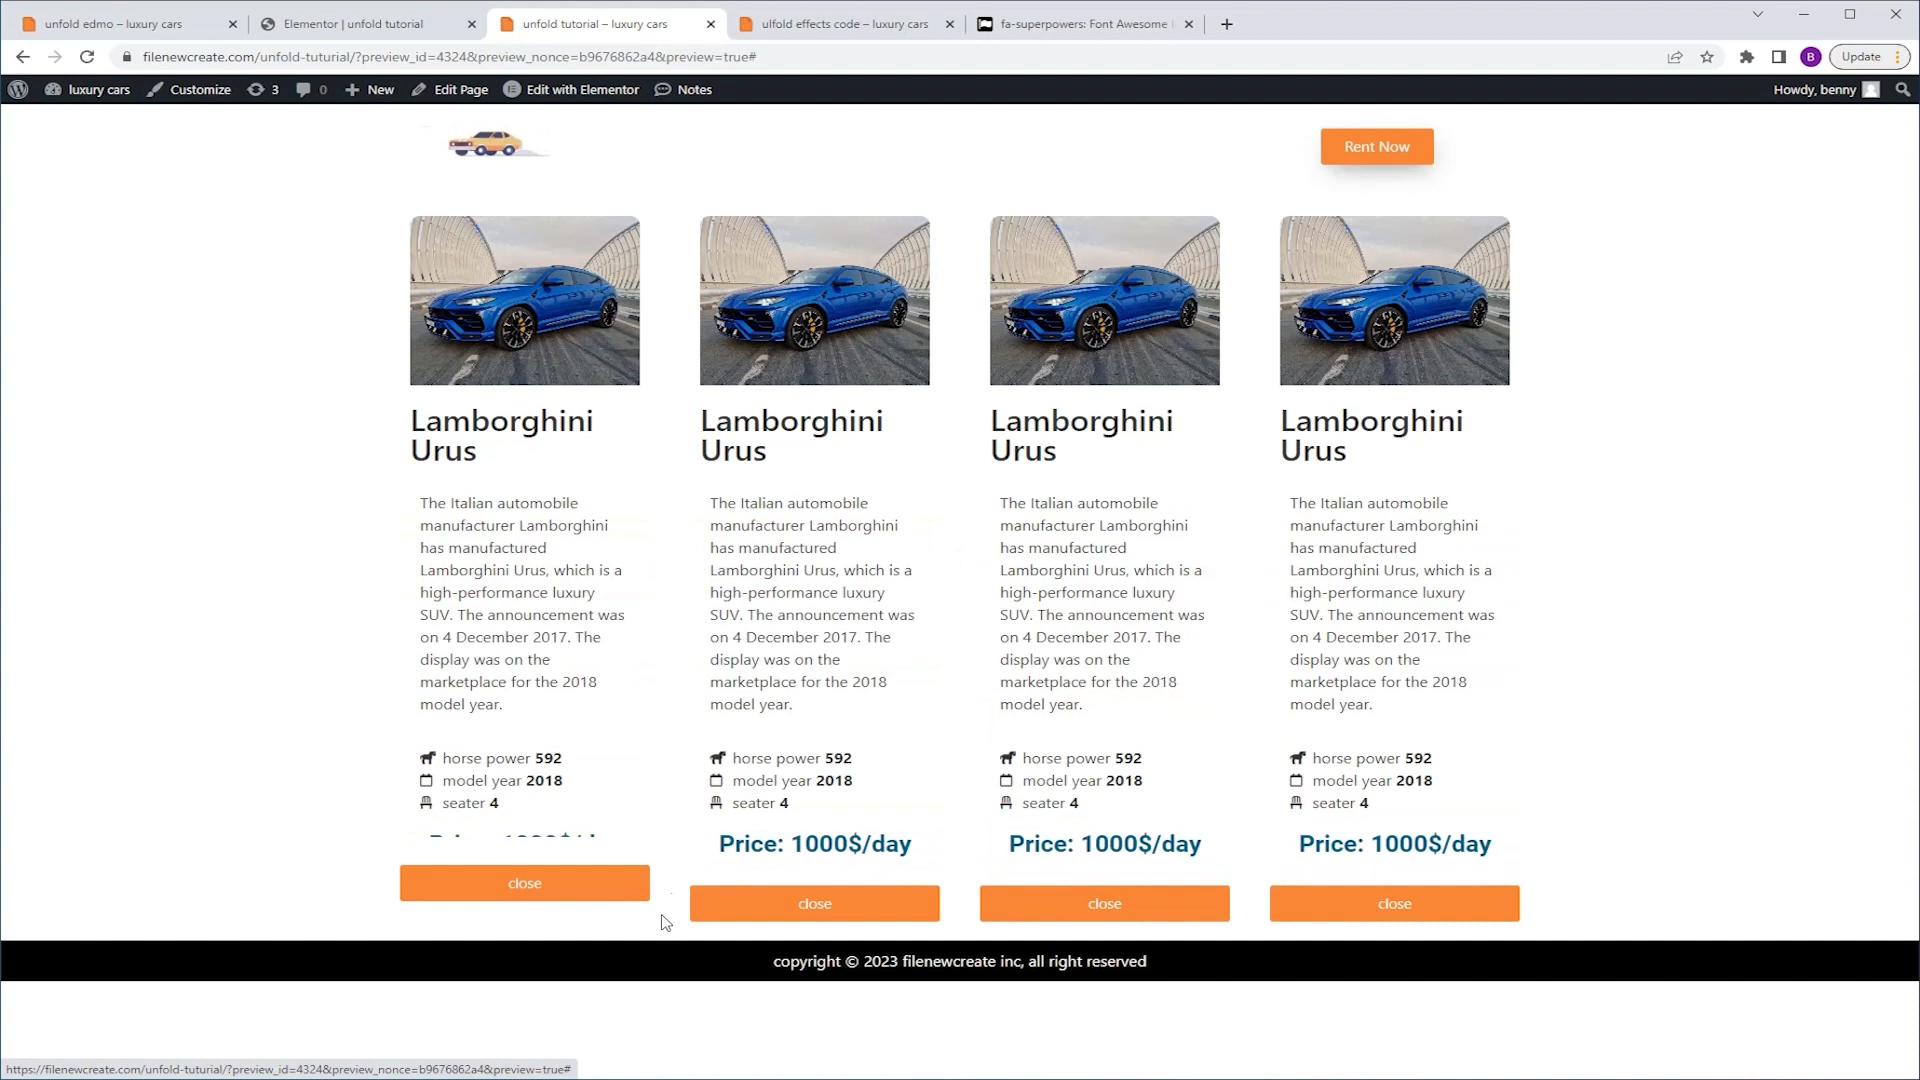 unfold edmo – luxury cars
Elementor | unfold tutorial
unfold tutorial – luxury cars
ulfold effects code – luxury cars
fa-superpowers: Font Awesome
filenewcreate.com/unfold-tuturial/?preview_id=4324&preview_nonce=b9676862a4&preview=true#
B
Update
luxury cars
Customize
3
0
New
Edit Page
Edit with Elementor
Notes
Howdy, benny
Rent Now
Lamborghini
Urus
The Italian automobile
manufacturer Lamborghini
has manufactured
Lamborghini Urus, which is a
high-performance luxury
SUV. The announcement was
on 4 December 2017. The
display was on the
marketplace for the 2018
model year.
horse power 592
model year 2018
seater 4
Price: 1000$/day
close
Lamborghini
Urus
The Italian automobile
manufacturer Lamborghini
has manufactured
Lamborghini Urus, which is a
high-performance luxury
SUV. The announcement was
on 4 December 2017. The
display was on the
marketplace for the 2018
model year.
horse power 592
model year 2018
seater 4
Price: 1000$/day
close
Lamborghini
Urus
The Italian automobile
manufacturer Lamborghini
has manufactured
Lamborghini Urus, which is a
high-performance luxury
SUV. The announcement was
on 4 December 2017. The
display was on the
marketplace for the 2018
model year.
horse power 592
model year 2018
seater 4
Price: 1000$/day
close
Lamborghini
Urus
The Italian automobile
manufacturer Lamborghini
has manufactured
Lamborghini Urus, which is a
high-performance luxury
SUV. The announcement was
on 4 December 2017. The
display was on the
marketplace for the 2018
model year.
horse power 592
model year 2018
seater 4
Price: 1000$/day
close
copyright © 2023 filenewcreate inc, all right reserved
https://filenewcreate.com/unfold-tuturial/?preview_id=4324&preview_nonce=b9676862a4&preview=true#